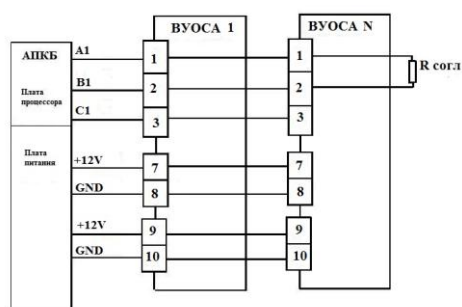 ВУОСА 1
ВУОСА N
АПКБ
Плата
процессора
A1
B1
C1
1
2
3
1
2
3
R согл
Плата
питания
+12V
GND
+12V
GND
7
8
9
10
7
8
9
10